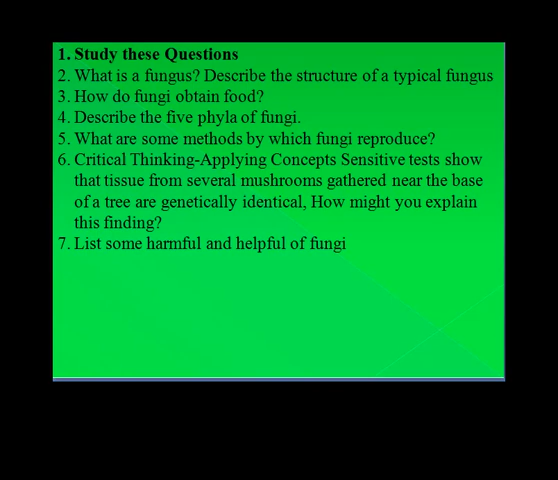 1. Study these Questions
2. What is a fungus? Describe the structure of a typical fungus
3. How do fungi obtain food?
4. Describe the five phyla of fungi.
5. What are some methods by which fungi reproduce?
6. Critical Thinking-Applying Concepts Sensitive tests show
that tissue from several mushrooms gathered near the base
of a tree are genetically identical, How might you explain
this finding?
7. List some harmful and helpful of fungi